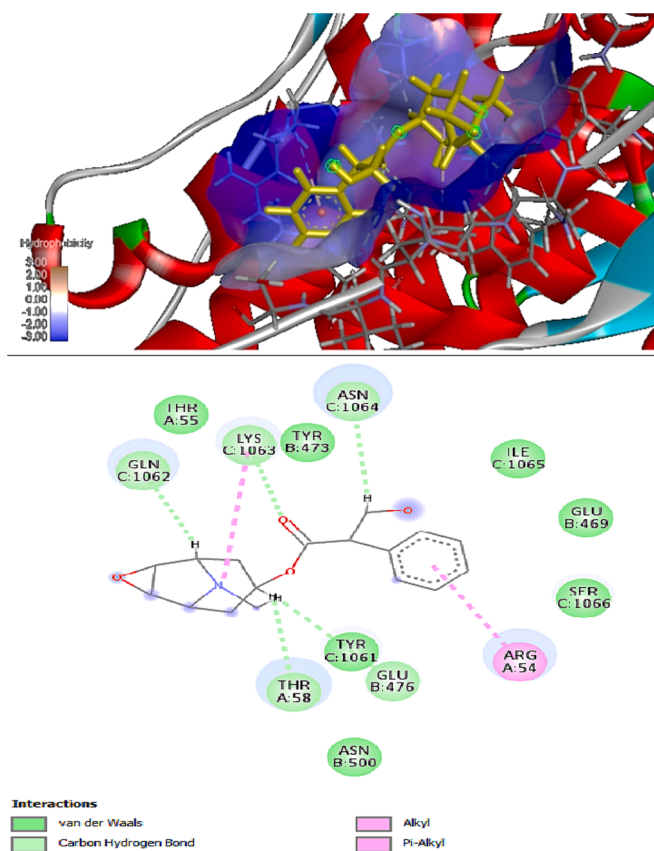 Hydrophobicity
3.00
2.00
1.00
0.00
-1.00
-2.00
-3.00
ASN
C:1064
THR
A:55
LYS
C:1063
TYR
B:473
ILE
C:1065
GLN
C:1062
GLU
B:469
H
O
O
H
SER
C:1066
O
O
N
H
H
TYR
C:1061
ARG
A:54
THR
A:58
GLU
B:476
ASN
B:500
Interactions
van der Waals
Alkyl
Carbon Hydrogen Bond
Pi-Alkyl